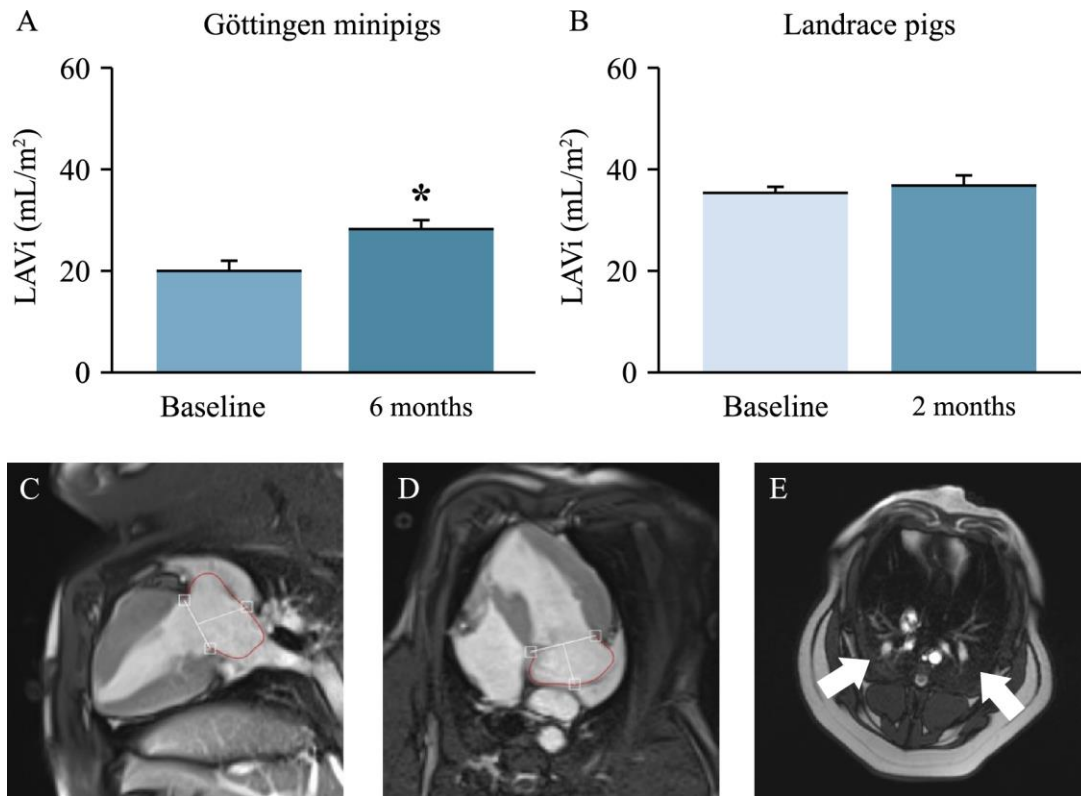 A
Göttingen minipigs
LAVi (mL/m²)
60
40
20
0
*
Baseline
6 months
B
Landrace pigs
LAVi (mL/m²)
60
40
20
0
Baseline
2 months
C
D
E